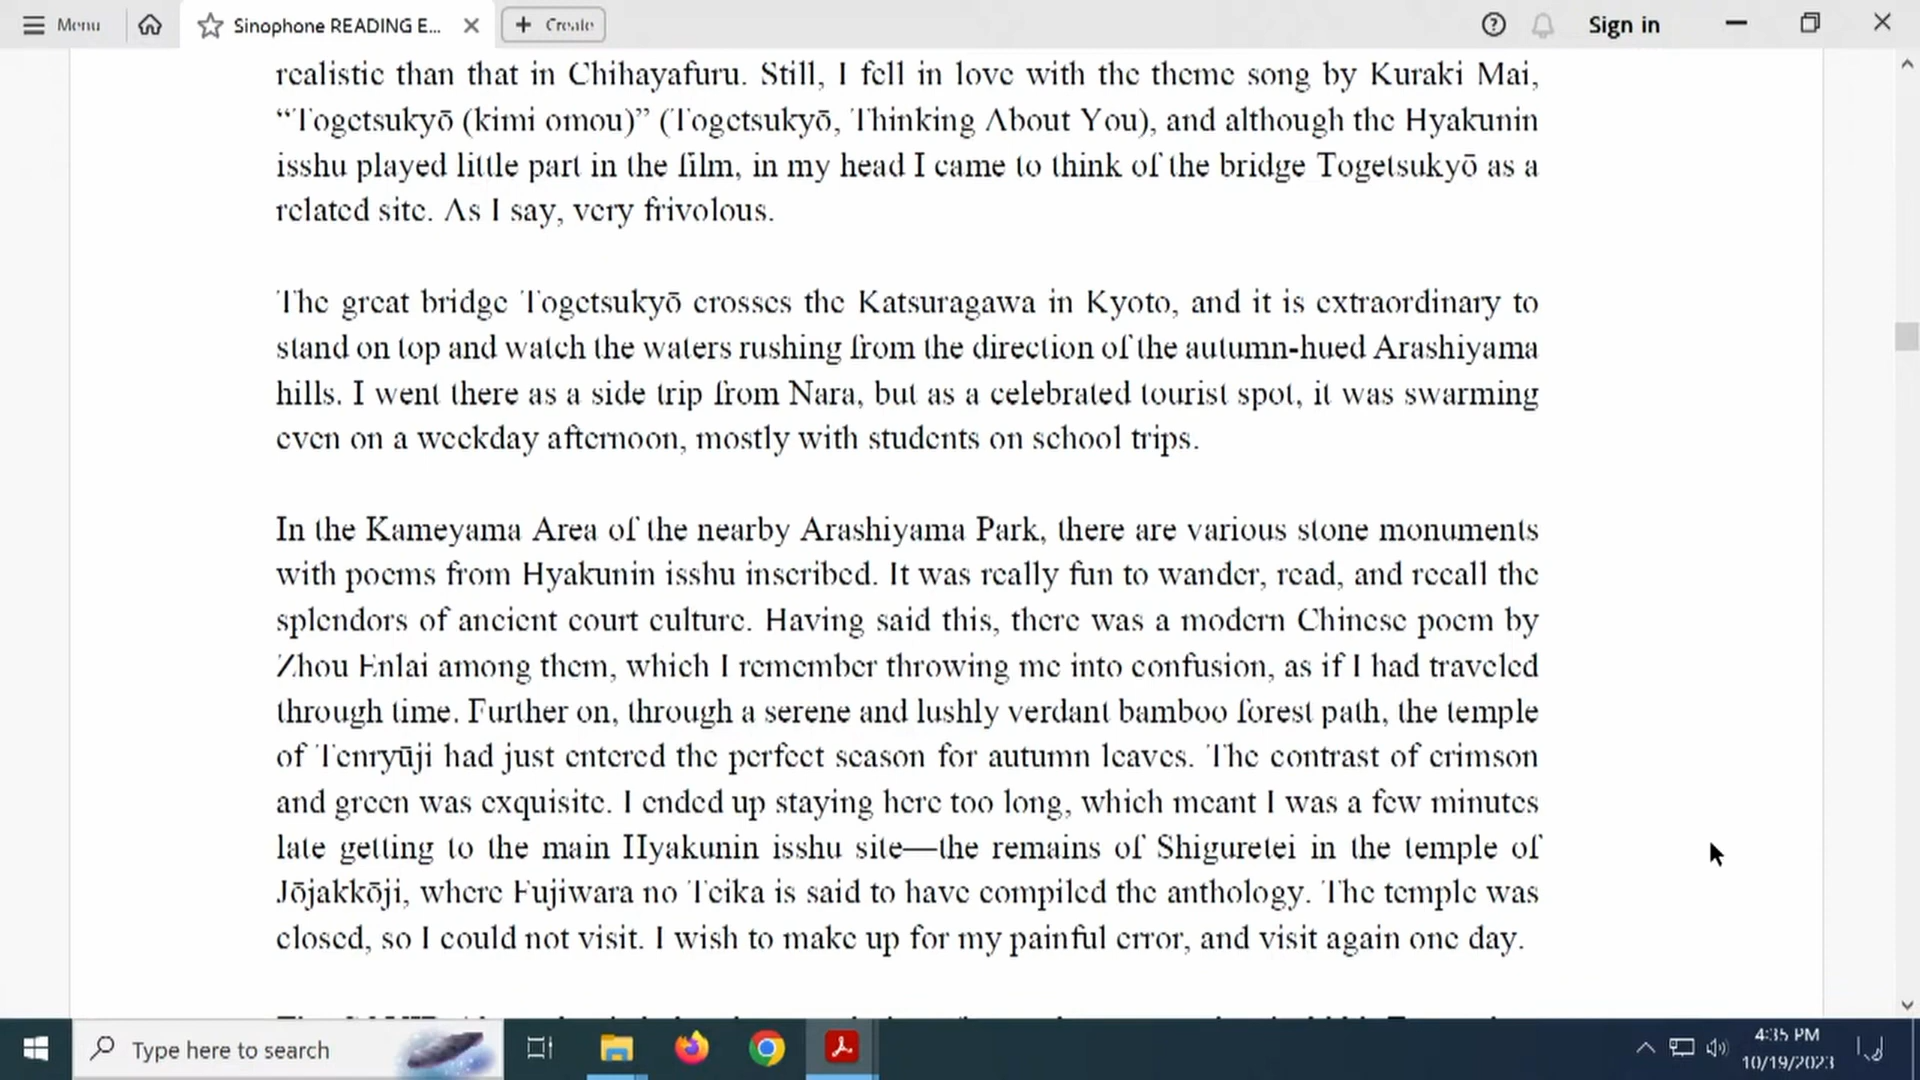 Menu
Sinophone READING E...
Create
Sign in
realistic than that in Chihayafuru. Still, I fell in love with the theme song by Kuraki Mai,
“Togetsukyō (kimi omou)” (Togetsukyō, Thinking About You), and although the Hyakunin
isshu played little part in the film, in my head I came to think of the bridge Togetsukyō as a
related site. As I say, very frivolous.
The great bridge Togetsukyō crosses the Katsuragawa in Kyoto, and it is extraordinary to
stand on top and watch the waters rushing from the direction of the autumn-hued Arashiyama
hills. I went there as a side trip from Nara, but as a celebrated tourist spot, it was swarming
even on a weekday afternoon, mostly with students on school trips.
In the Kameyama Area of the nearby Arashiyama Park, there are various stone monuments
with poems from Hyakunin isshu inscribed. It was really fun to wander, read, and recall the
splendors of ancient court culture. Having said this, there was a modern Chinese poem by
Zhou Enlai among them, which I remember throwing me into confusion, as if I had traveled
through time. Further on, through a serene and lushly verdant bamboo forest path, the temple
of Tenryūji had just entered the perfect season for autumn leaves. The contrast of crimson
and green was exquisite. I ended up staying here too long, which meant I was a few minutes
late getting to the main Hyakunin isshu site—the remains of Shiguretei in the temple of
Jōjakkōji, where Fujiwara no Teika is said to have compiled the anthology. The temple was
closed, so I could not visit. I wish to make up for my painful error, and visit again one day.
Type here to search
4:35 PM
10/19/2023